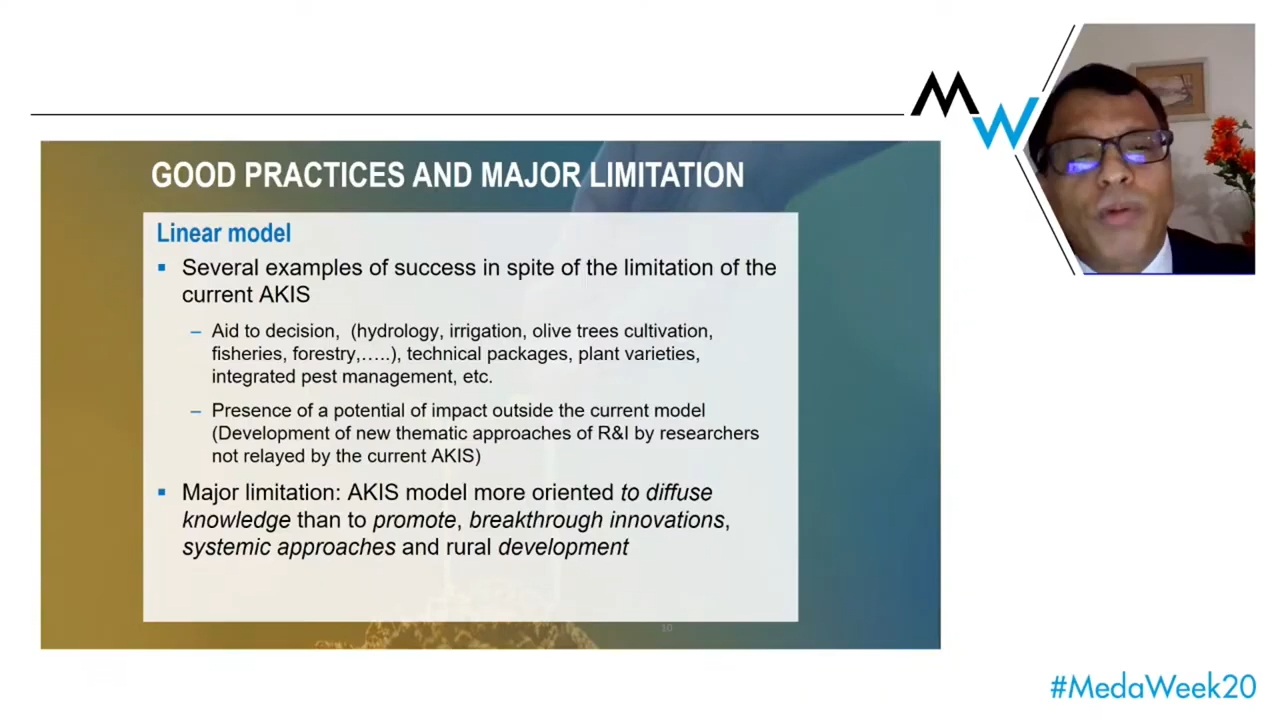 MW
GOOD PRACTICES AND MAJOR LIMITATION
Linear model
▪ Several examples of success in spite of the limitation of the
current AKIS
– Aid to decision, (hydrology, irrigation, olive trees cultivation,
fisheries, forestry,…..), technical packages, plant varieties,
integrated pest management, etc.
– Presence of a potential of impact outside the current model
(Development of new thematic approaches of R&I by researchers
not relayed by the current AKIS)
▪ Major limitation: AKIS model more oriented to diffuse
knowledge than to promote, breakthrough innovations,
systemic approaches and rural development
10
#MedaWeek20